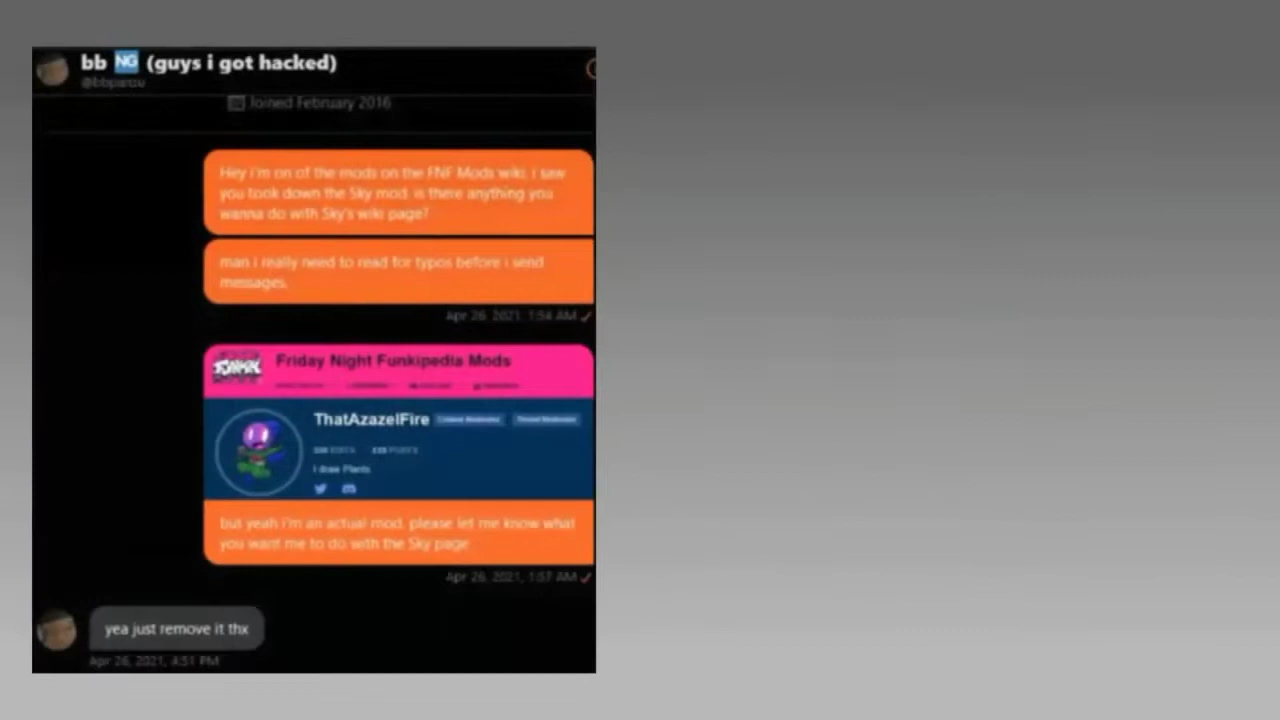 bb NG (guys i got hacked)
@bbpanzu
Joined February 2016
Hey i'm on of the mods on the FNF Mods wiki. i saw
you took down the Sky mod. is there anything you
wanna do with Sky's wiki page?
man i really need to read for typos before i send
messages.
Apr 26, 2021, 1:54 AM
Friday Night Funkipedia Mods
ThatAzazelFire
I draw Plants
but yeah i'm an actual mod. please let me know what
you want me to do with the Sky page
Apr 26, 2021, 1:57 AM
yea just remove it thx
Apr 26, 2021, 4:51 PM